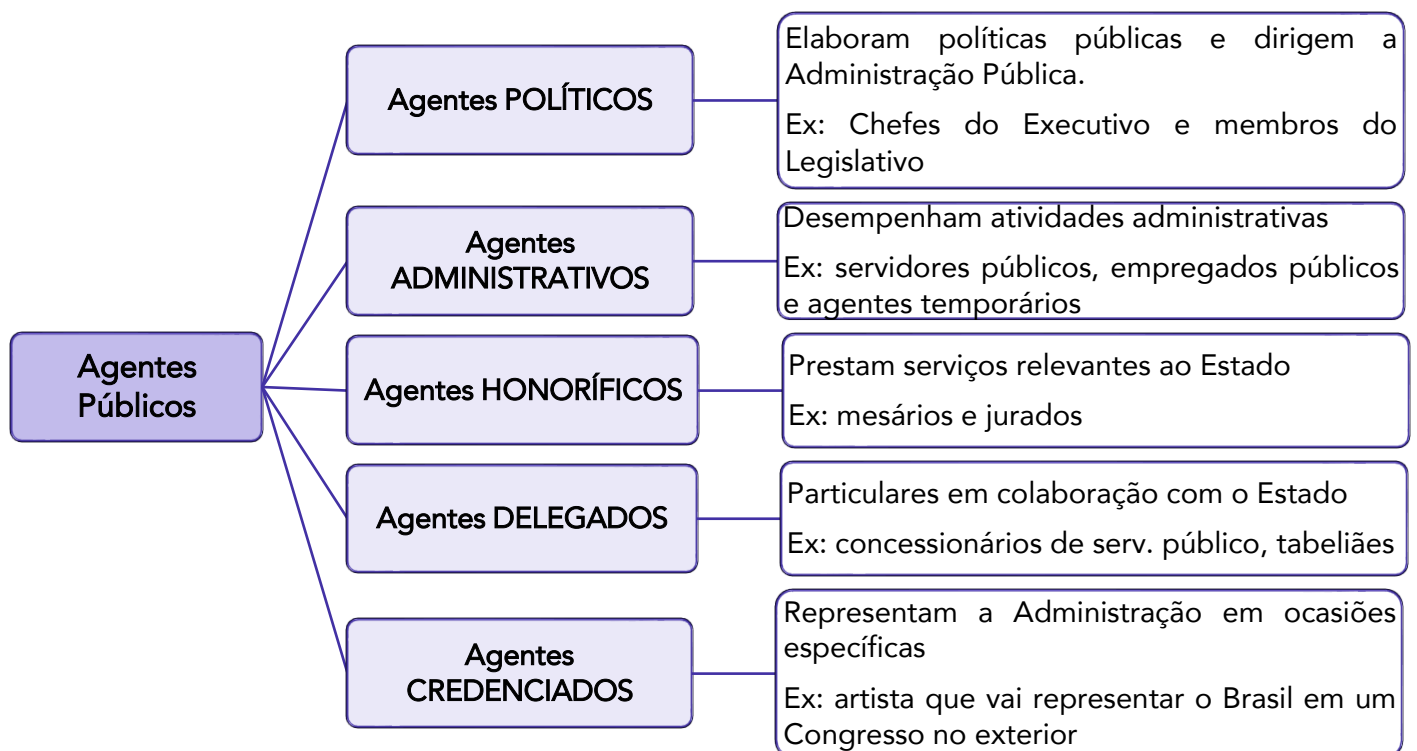 Agentes
Públicos
Agentes POLÍTICOS
Elaboram políticas públicas e dirigem a
Administração Pública.
Ex: Chefes do Executivo e membros do
Legislativo
Agentes
ADMINISTRATIVOS
Desempenham atividades administrativas
Ex: servidores públicos, empregados públicos
e agentes temporários
Agentes HONORÍFICOS
Prestam serviços relevantes ao Estado
Ex: mesários e jurados
Agentes DELEGADOS
Particulares em colaboração com o Estado
Ex: concessionários de serv. público, tabeliães
Agentes
CREDENCIADOS
Representam a Administração em ocasiões
específicas
Ex: artista que vai representar o Brasil em um
Congresso no exterior